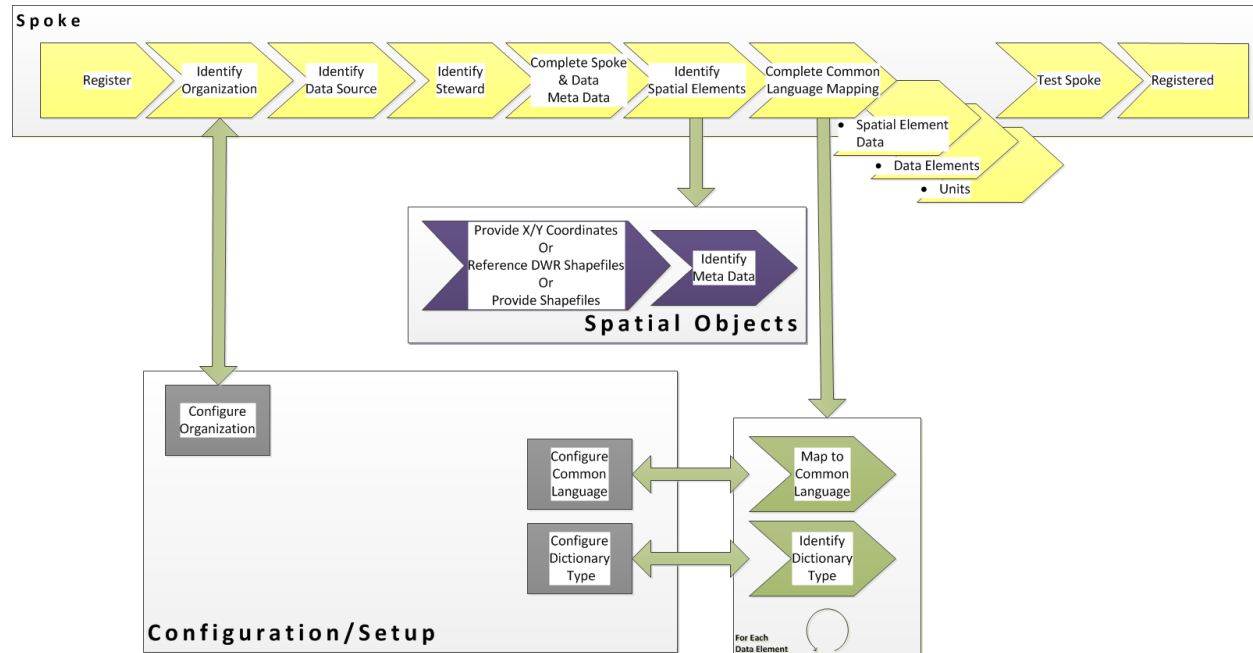 Spoke
Register
Identify
Organization
Identify
Data Source
Identify
Steward
Complete Spoke
& Data
Meta Data
Identify
Spatial Elements
Complete Common
Language Mapping
Test Spoke
Registered
• Spatial Element
Data
• Data Elements
• Units
Provide X/Y Coordinates
Or
Reference DWR Shapefiles
Or
Provide Shapefiles
Identify
Meta Data
Spatial Objects
Configure
Organization
Configure
Common
Language
Map to
Common
Language
Configure
Dictionary
Type
Identify
Dictionary
Type
Configuration/Setup
For Each
Data Element